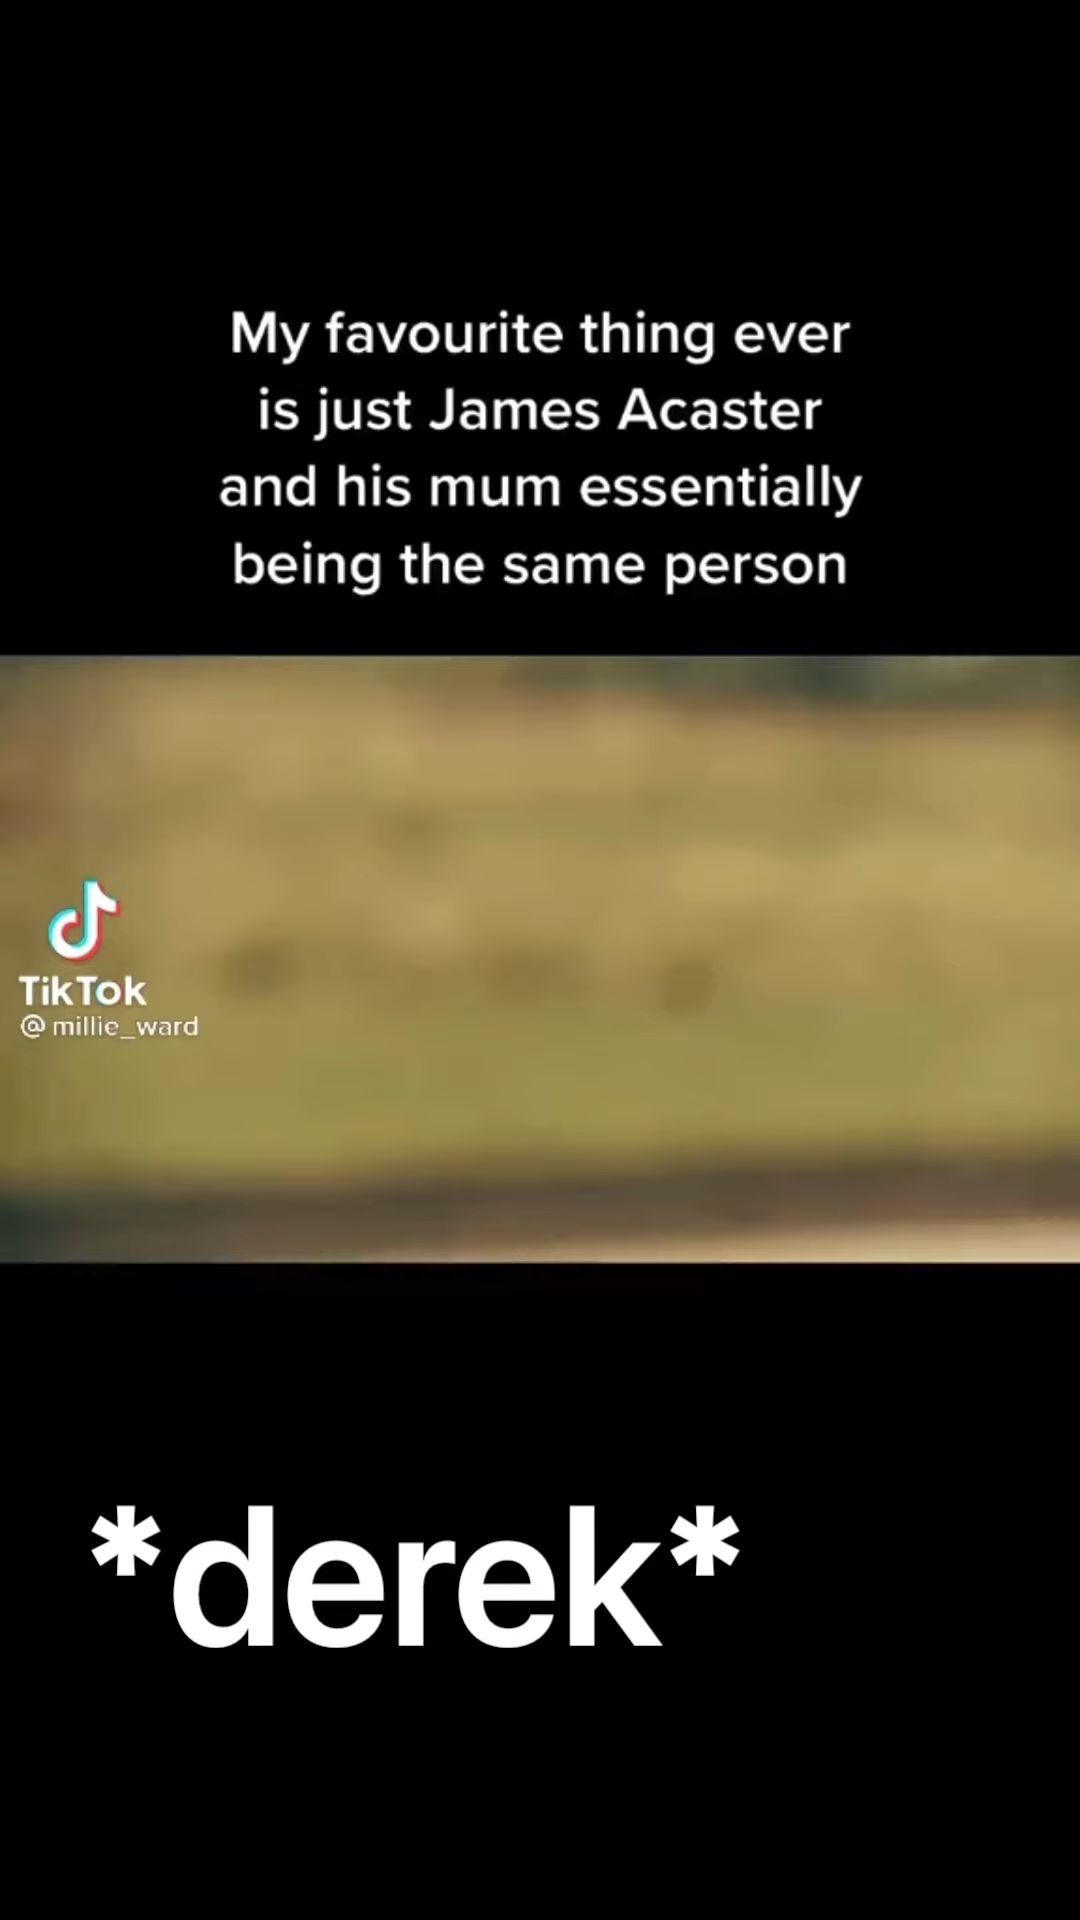 My favourite thing ever
is just James Acaster
and his mum essentially
being the same person
TikTok
@ millie_ward
*derek*